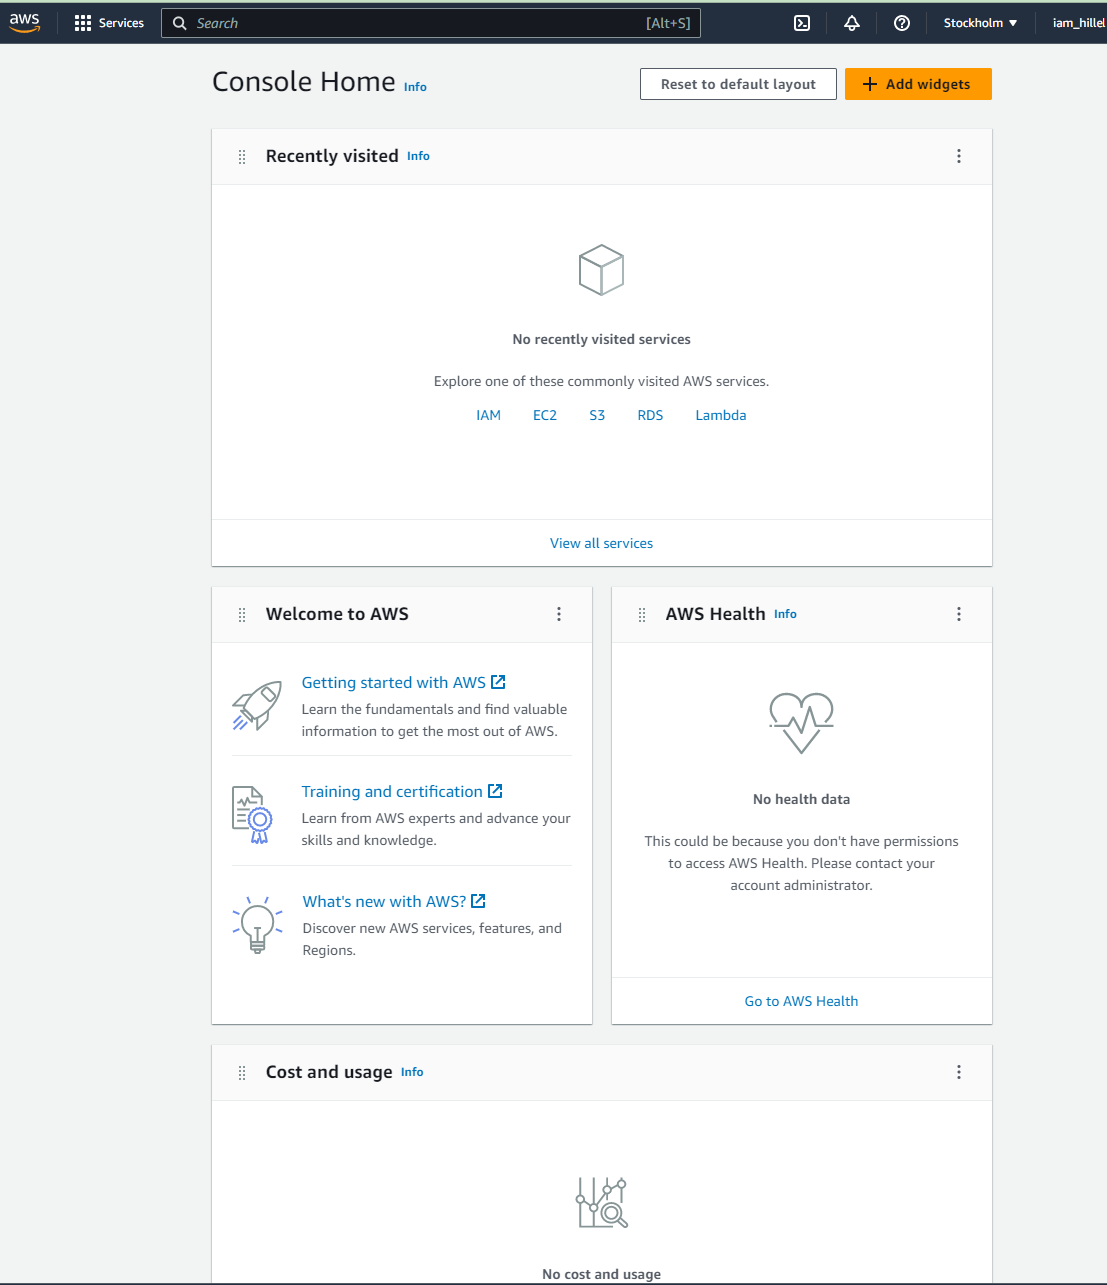 aws
Services
Search
[Alt+S]
Stockholm
iam_hillel
Console Home Info
Reset to default layout
Add widgets
Recently visited Info
No recently visited services
Explore one of these commonly visited AWS services.
IAM EC2 S3 RDS Lambda
View all services
Welcome to AWS
Getting started with AWS
Learn the fundamentals and find valuable
information to get the most out of AWS.
Training and certification
Learn from AWS experts and advance your
skills and knowledge.
What's new with AWS?
Discover new AWS services, features, and
Regions.
AWS Health Info
No health data
This could be because you don't have permissions
to access AWS Health. Please contact your
account administrator.
Go to AWS Health
Cost and usage Info
No cost and usage